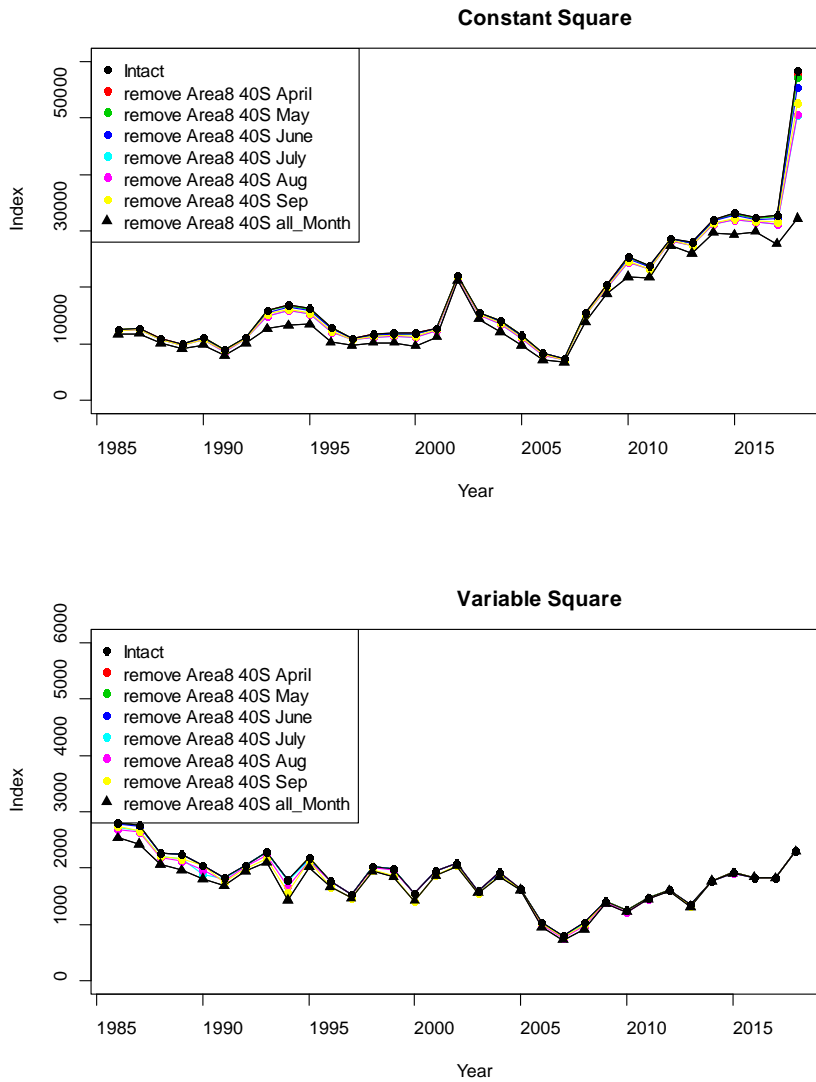 Constant Square
50000
30000
10000
0
Index
Intact
remove Area8 40S April
remove Area8 40S May
remove Area8 40S June
remove Area8 40S July
remove Area8 40S Aug
remove Area8 40S Sep
remove Area8 40S all_Month
1985 1990 1995 2000 2005 2010 2015
Year
Variable Square
6000
5000
4000
3000
2000
1000
0
Index
Intact
remove Area8 40S April
remove Area8 40S May
remove Area8 40S June
remove Area8 40S July
remove Area8 40S Aug
remove Area8 40S Sep
remove Area8 40S all_Month
1985 1990 1995 2000 2005 2010 2015
Year